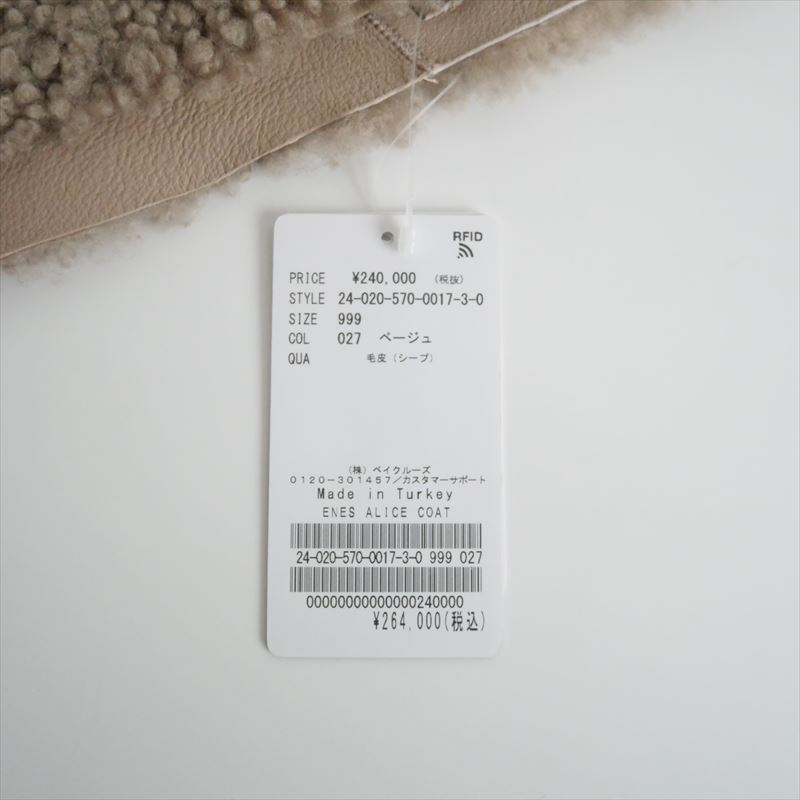 RFID
PRICE ¥240,000 (税抜)
STYLE 24-020-570-0017-3-0
SIZE 999
COL 027 ベージュ
QUA 毛皮(シープ)
(株)ベイクルーズ
0120-301457/カスタマーサポート
Made in Turkey
ENES ALICE COAT
24-020-570-0017-3-0 999 027
00000000000000240000
¥264,000(税込)